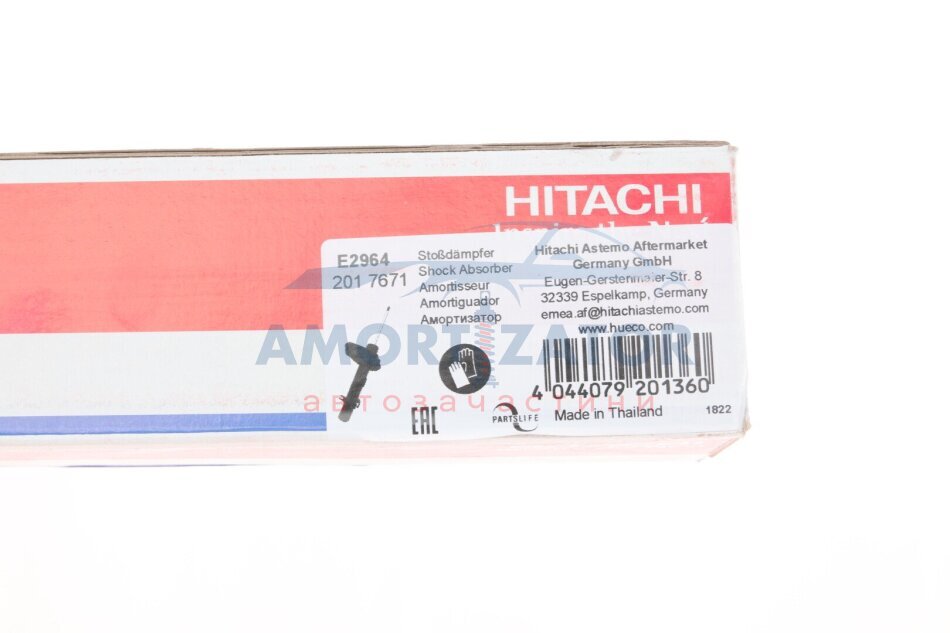 HITACHI
E2964
201 7671
Stoßdämpfer
Shock Absorber
Amortisseur
Amortiguador
Амортизатор
Hitachi Astemo Aftermarket
Germany GmbH
Eugen-Gerstenmaier-Str. 8
32339 Espelkamp, Germany
emea.af@hitachiastemo.com
www.hueco.com
4 044079 201360
EAC
PARTSLIFE
Made in Thailand
1822
AMORTIZATOR
автозачастини